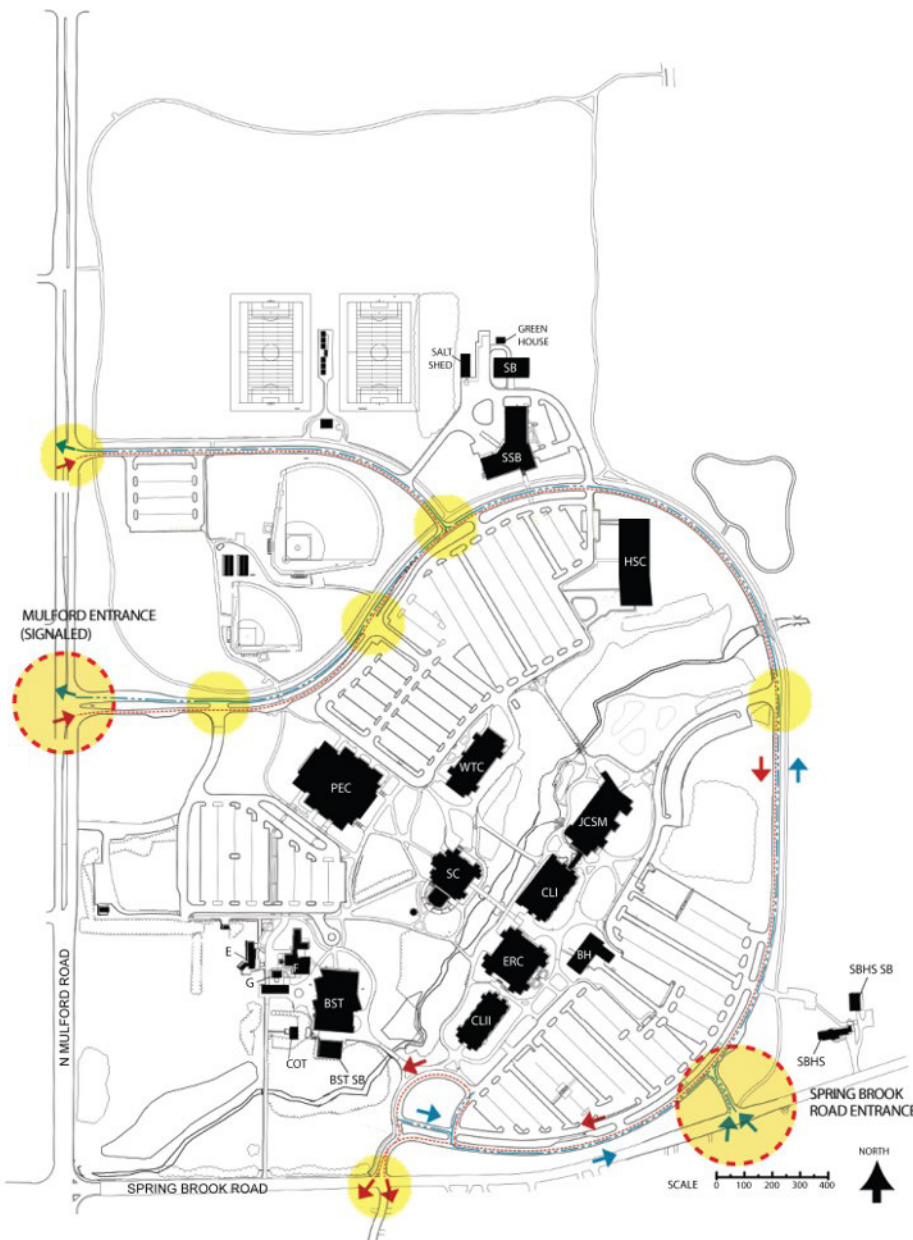 GREEN
HOUSE
SALT
SHED
SB
SSB
HSC
MULFORD ENTRANCE
(SIGNALED)
WTC
PEC
JCSM
SC
CLI
E
F
ERC
BH
G
BST
SBHS SB
CLII
COT
BST SB
SBHS
N MULFORD ROAD
SPRING BROOK
ROAD ENTRANCE
NORTH
SPRING BROOK ROAD
SCALE
0 100 200 300 400